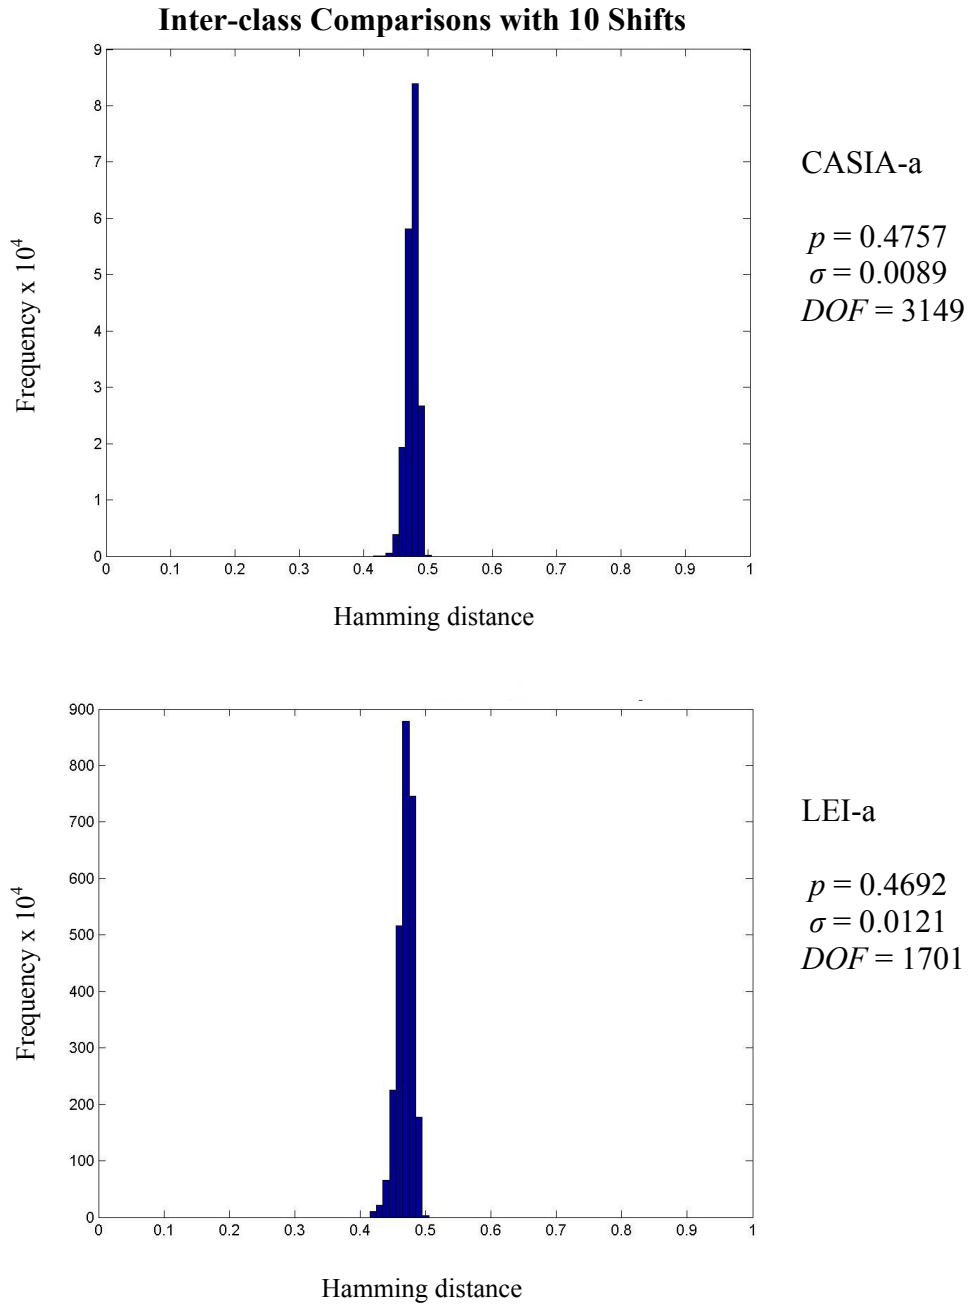 Inter-class Comparisons with 10 Shifts
9
8
7
6
5
4
3
2
1
0
0 0.1 0.2 0.3 0.4 0.5 0.6 0.7 0.8 0.9 1
Frequency x 10⁴
Hamming distance
CASIA-a
p = 0.4757
σ = 0.0089
DOF = 3149
900
800
700
600
500
400
300
200
100
0
0 0.1 0.2 0.3 0.4 0.5 0.6 0.7 0.8 0.9 1
Frequency x 10⁴
Hamming distance
LEI-a
p = 0.4692
σ = 0.0121
DOF = 1701